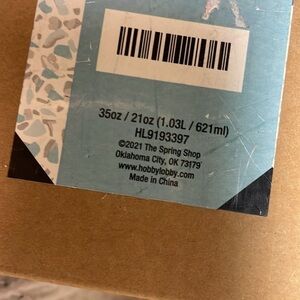 35oz / 21oz (1.03L / 621ml)
HL9193397
©2021 The Spring Shop
Oklahoma City, OK 73179
www.hobbylobby.com
Made in China